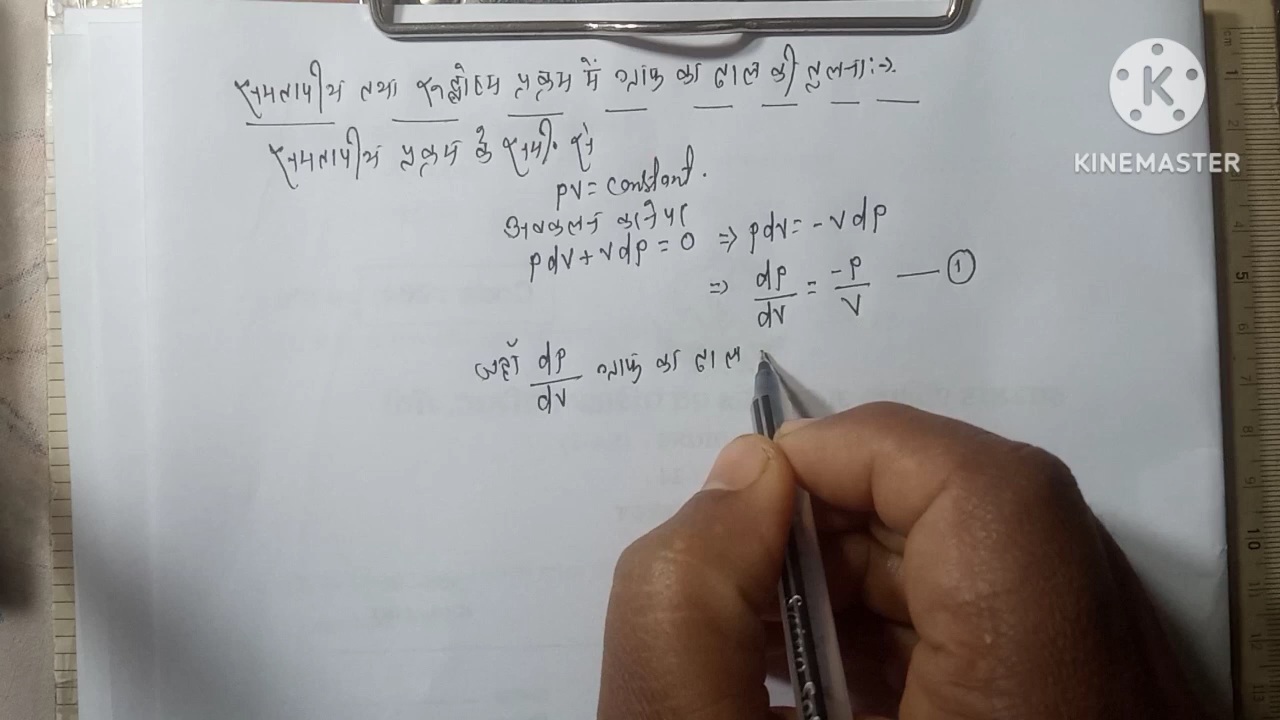 समतापीय तथा रुद्धोष्म प्रक्रम में ग्राफ का ढाल की तुलना :->.
समतापीय प्रक्रम के समी. से
PV = constant.
अवकलन करने पर
pdv + vdp = 0 ⇒ pdv = - vdp
⇒ dp/dv = -P/V — ①
जहाँ dp/dv ग्राफ का ढाल
K
KINEMASTER